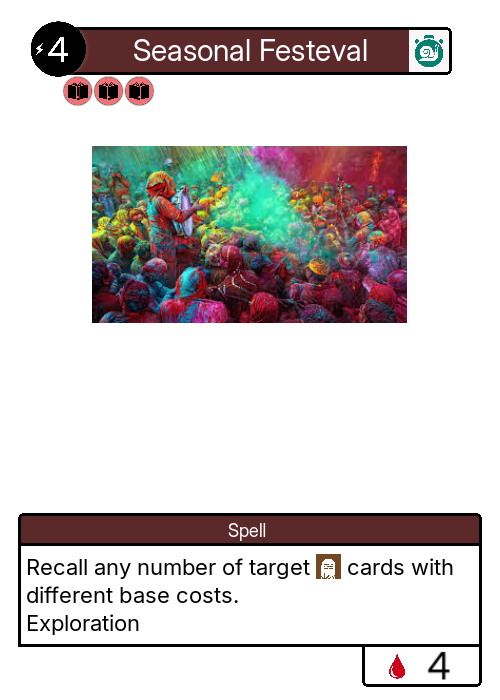 4
Seasonal Festeval
Spell
Recall any number of target cards with
different base costs.
Exploration
4